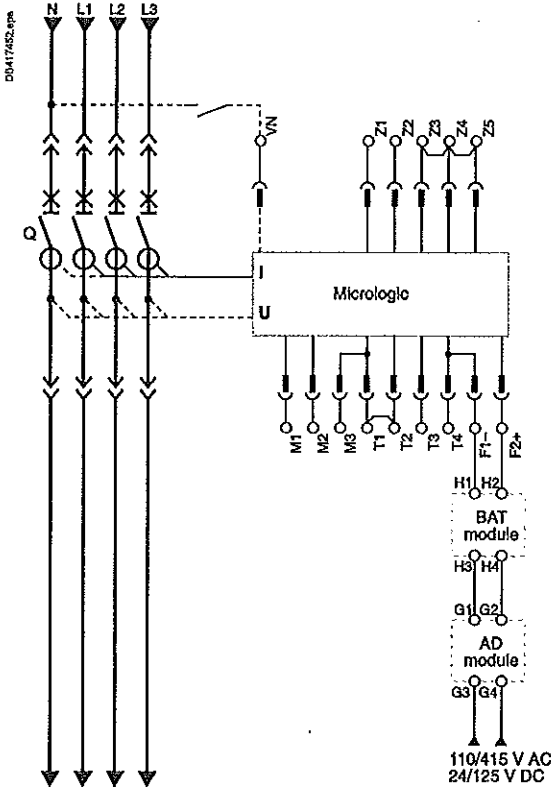 DB417452.eps
N L1 L2 L3
VN
Z1 Z2 Z3 Z4 Z5
Q
I
U
Micrologic
M1 M2 M3 T1 T2 T3 T4 F1– F2+
H1 H2
BAT
module
H3 H4
G1 G2
AD
module
G3 G4
110/415 V AC
24/125 V DC